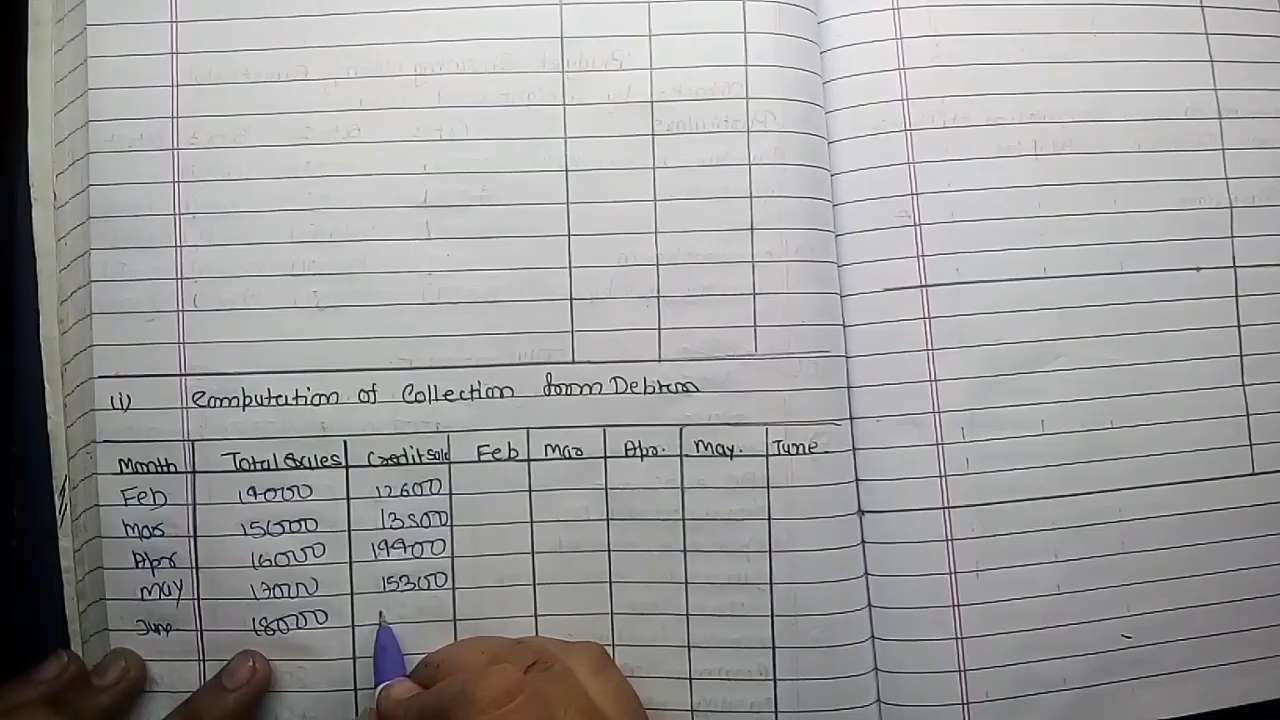 (i) Computation of Collection from Debtors
Month Total Sales Credit Sale Feb Mar Apr. May. June
Feb 14000 12600
Mar 15000 13500
Apr 16000 14400
May 17000 15300
June 18000